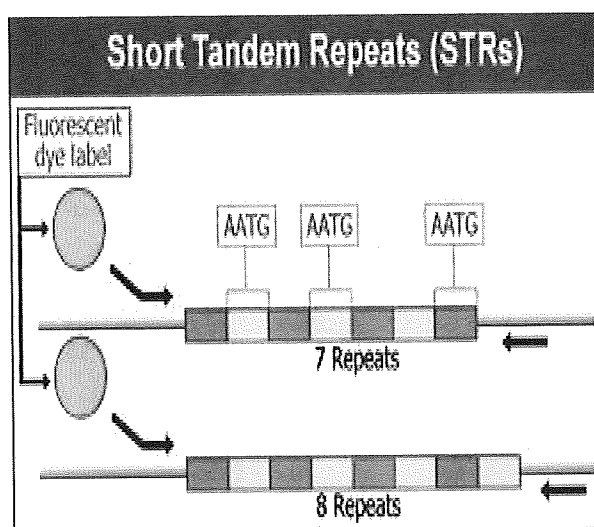 Short Tandem Repeats (STRs)
Fluorescent
dye label
AATG AATG AATG
7 Repeats
8 Repeats